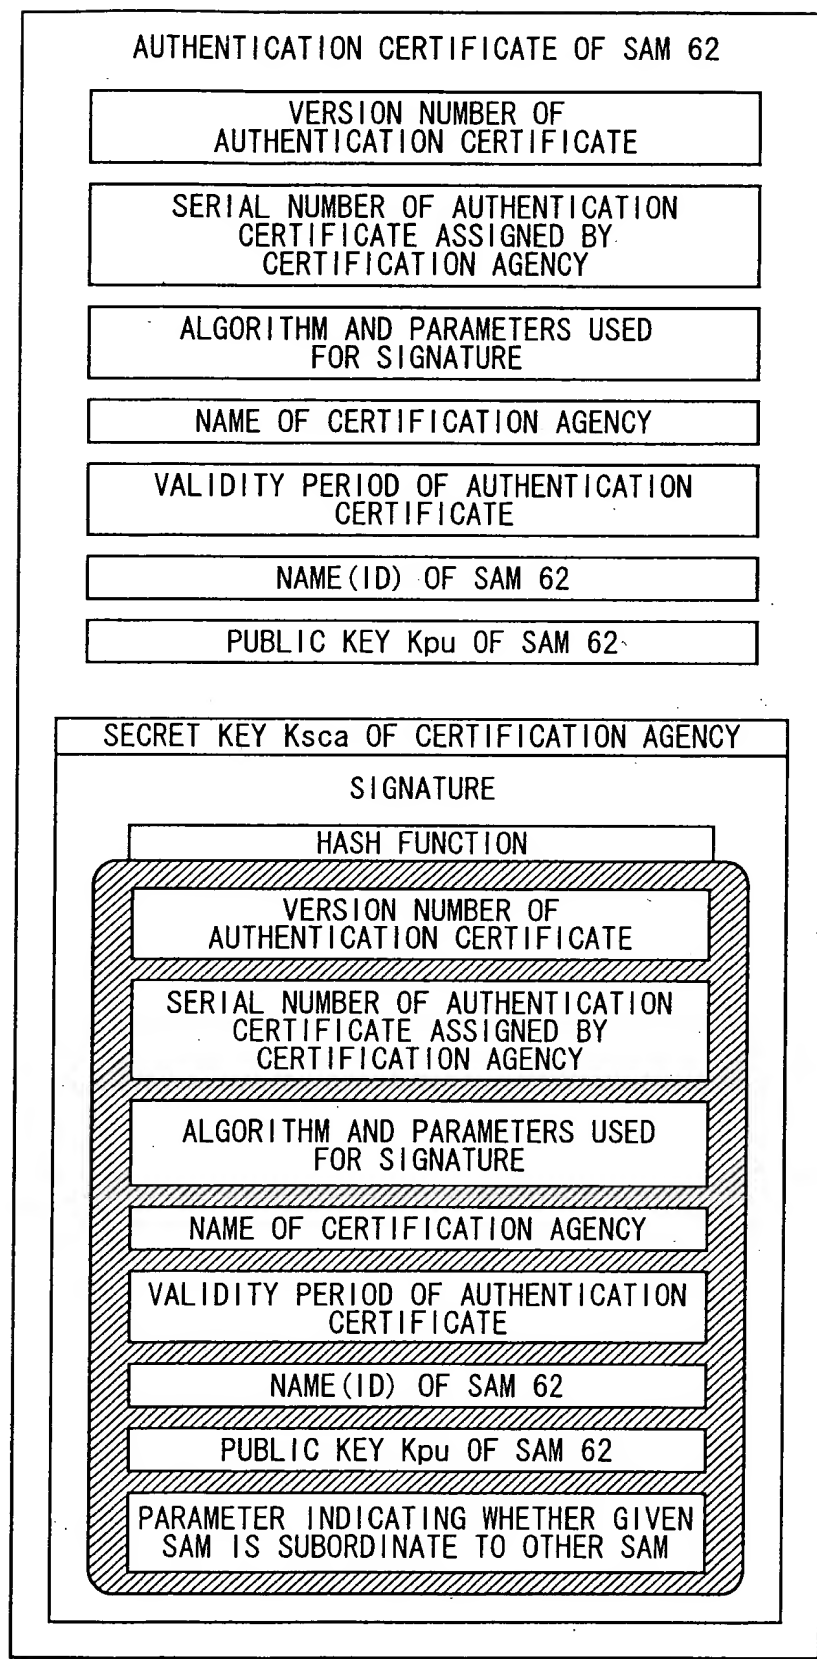 AUTHENTICATION CERTIFICATE OF SAM 62
VERSION NUMBER OF
AUTHENTICATION CERTIFICATE
SERIAL NUMBER OF AUTHENTICATION
CERTIFICATE ASSIGNED BY
CERTIFICATION AGENCY
ALGORITHM AND PARAMETERS USED
FOR SIGNATURE
NAME OF CERTIFICATION AGENCY
VALIDITY PERIOD OF AUTHENTICATION
CERTIFICATE
NAME(ID) OF SAM 62
PUBLIC KEY Kpu OF SAM 62
SECRET KEY Ksca OF CERTIFICATION AGENCY
SIGNATURE
HASH FUNCTION
VERSION NUMBER OF
AUTHENTICATION CERTIFICATE
SERIAL NUMBER OF AUTHENTICATION
CERTIFICATE ASSIGNED BY
CERTIFICATION AGENCY
ALGORITHM AND PARAMETERS USED
FOR SIGNATURE
NAME OF CERTIFICATION AGENCY
VALIDITY PERIOD OF AUTHENTICATION
CERTIFICATE
NAME(ID) OF SAM 62
PUBLIC KEY Kpu OF SAM 62
PARAMETER INDICATING WHETHER GIVEN
SAM IS SUBORDINATE TO OTHER SAM